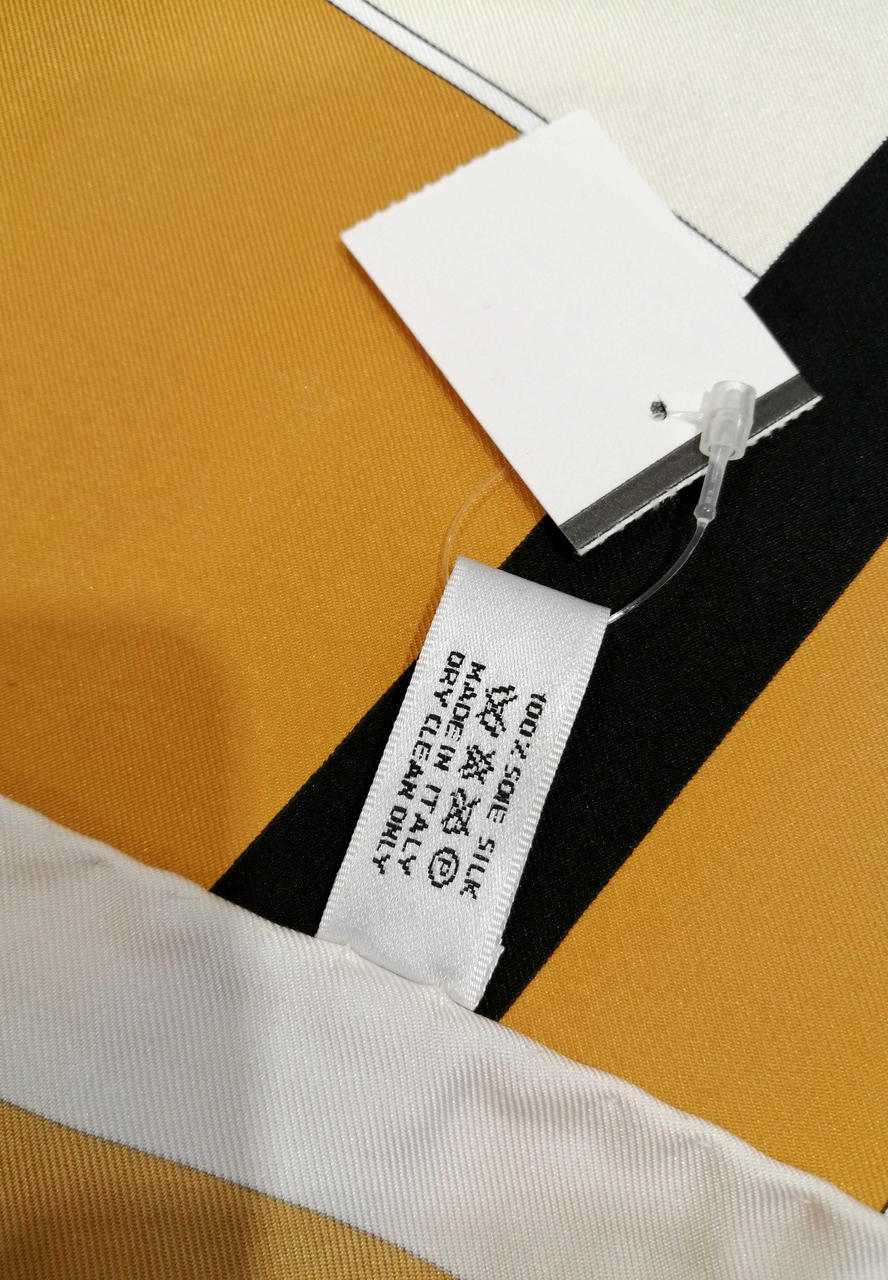 100% SOIE SILK
Ⓟ
MADE IN ITALY
DRY CLEAN ONLY